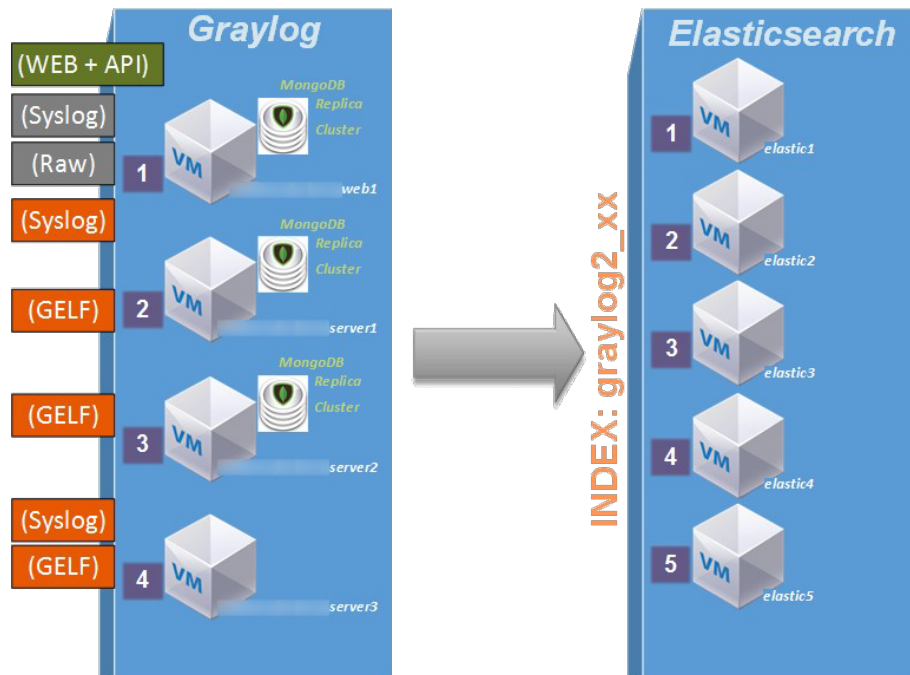 Graylog
(WEB + API)
(Syslog)
(Raw)
(Syslog)
(GELF)
(GELF)
(Syslog)
(GELF)
1
VM
MongoDB
Replica
Cluster
web1
2
VM
MongoDB
Replica
Cluster
server1
3
VM
MongoDB
Replica
Cluster
server2
4
VM
server3
INDEX: graylog2_xx
Elasticsearch
1
VM
elastic1
2
VM
elastic2
3
VM
elastic3
4
VM
elastic4
5
VM
elastic5